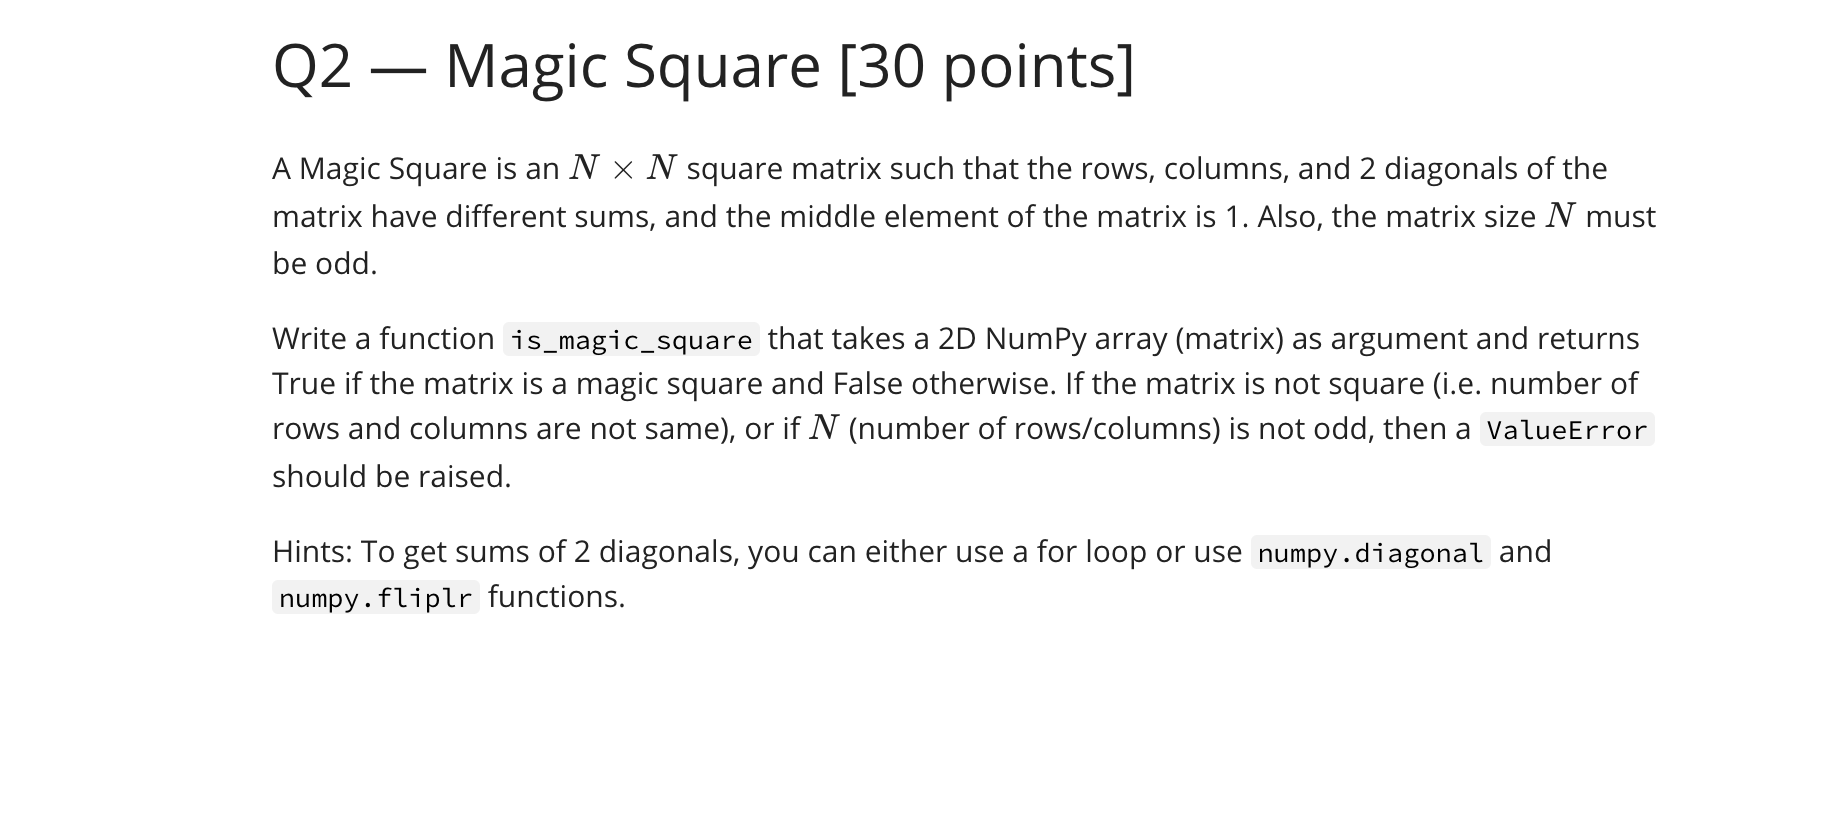 Q2 — Magic Square [30 points]
A Magic Square is an N × N square matrix such that the rows, columns, and 2 diagonals of the
matrix have different sums, and the middle element of the matrix is 1. Also, the matrix size N must
be odd.
Write a function is_magic_square that takes a 2D NumPy array (matrix) as argument and returns
True if the matrix is a magic square and False otherwise. If the matrix is not square (i.e. number of
rows and columns are not same), or if N (number of rows/columns) is not odd, then a ValueError
should be raised.
Hints: To get sums of 2 diagonals, you can either use a for loop or use numpy.diagonal and
numpy.fliplr functions.